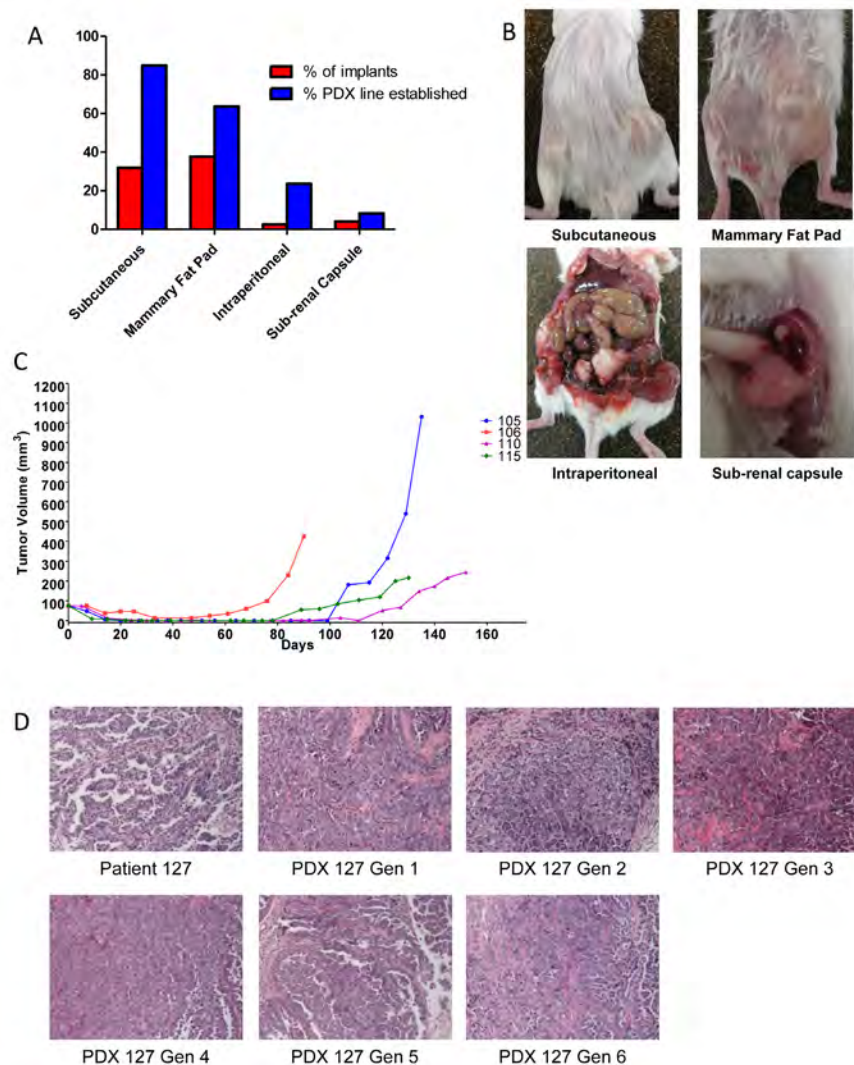 A
100
80
60
40
20
0
% of implants
% PDX line established
Subcutaneous
Mammary Fat Pad
Intraperitoneal
Sub-renal Capsule
B
Subcutaneous
Mammary Fat Pad
Intraperitoneal
Sub-renal capsule
C
Tumor Volume (mm³)
1200
1100
1000
900
800
700
600
500
400
300
200
100
0
0 20 40 60 80 100 120 140 160
Days
105
106
110
115
D
Patient 127
PDX 127 Gen 1
PDX 127 Gen 2
PDX 127 Gen 3
PDX 127 Gen 4
PDX 127 Gen 5
PDX 127 Gen 6